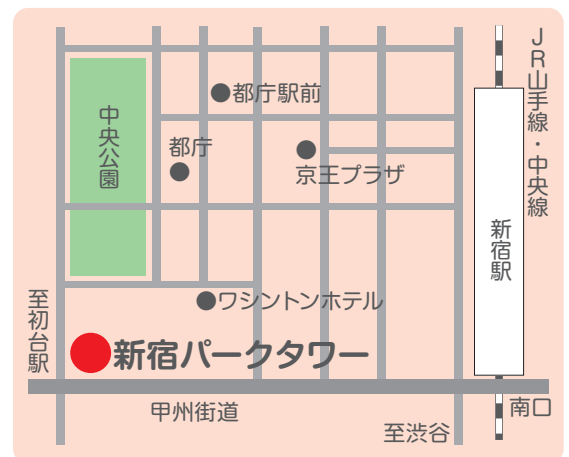 JR山手線・中央線
都庁駅前
中央公園
都庁
京王プラザ
新宿駅
至初台駅
ワシントンホテル
新宿パークタワー
甲州街道
南口
至渋谷